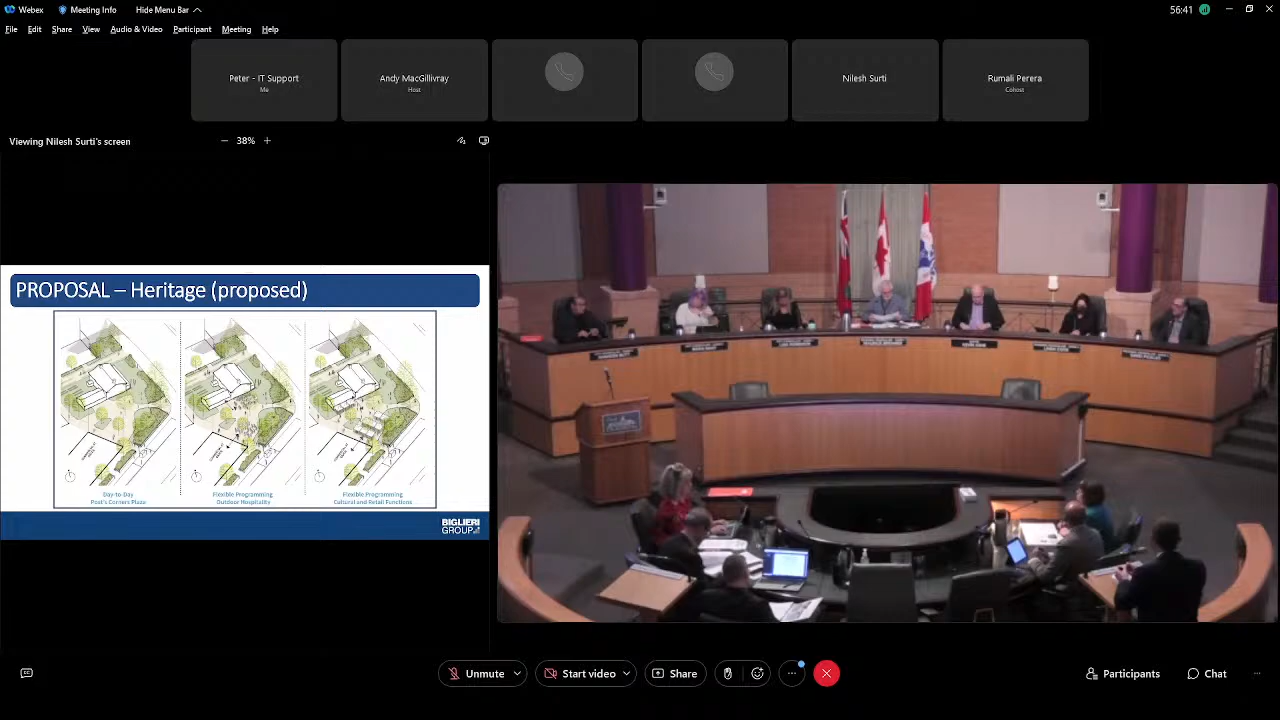 Webex
Meeting Info
Hide Menu Bar
56:41
File Edit Share View Audio & Video Participant Meeting Help
Peter - IT Support
Me
Andy MacGillivray
Host
Nilesh Surti
Rumali Perera
Cohost
Viewing Nilesh Surti's screen
38%
PROPOSAL – Heritage (proposed)
Day-to-Day
Post's Corners Plaza
Flexible Programming
Outdoor Hospitality
Flexible Programming
Cultural and Retail Functions
BIGLIERI
GROUP
Unmute
Start video
Share
Participants
Chat